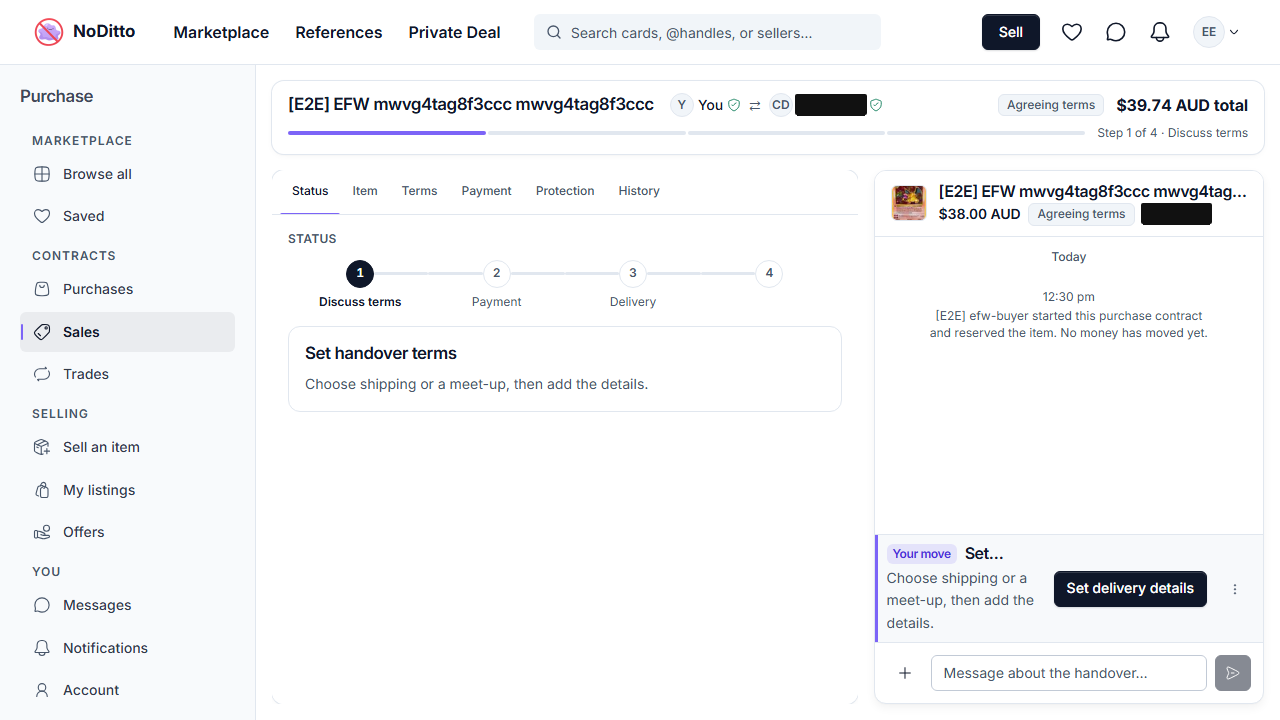 NoDitto
Marketplace
References
Private Deal
Search cards, @handles, or sellers...
Sell
EE
Purchase
MARKETPLACE
Browse all
Saved
CONTRACTS
Purchases
Sales
Trades
SELLING
Sell an item
My listings
Offers
YOU
Messages
Notifications
Account
[E2E] EFW mwvg4tag8f3ccc mwvg4tag8f3ccc
Y You
CD
Agreeing terms
$39.74 AUD total
Step 1 of 4 · Discuss terms
Status
Item
Terms
Payment
Protection
History
STATUS
1
2
3
4
Discuss terms
Payment
Delivery
Set handover terms
Choose shipping or a meet-up, then add the details.
[E2E] EFW mwvg4tag8f3ccc mwvg4tag...
$38.00 AUD
Agreeing terms
Today
12:30 pm
[E2E] efw-buyer started this purchase contract
and reserved the item. No money has moved yet.
Your move
Set...
Choose shipping or a
meet-up, then add the
details.
Set delivery details
Message about the handover...